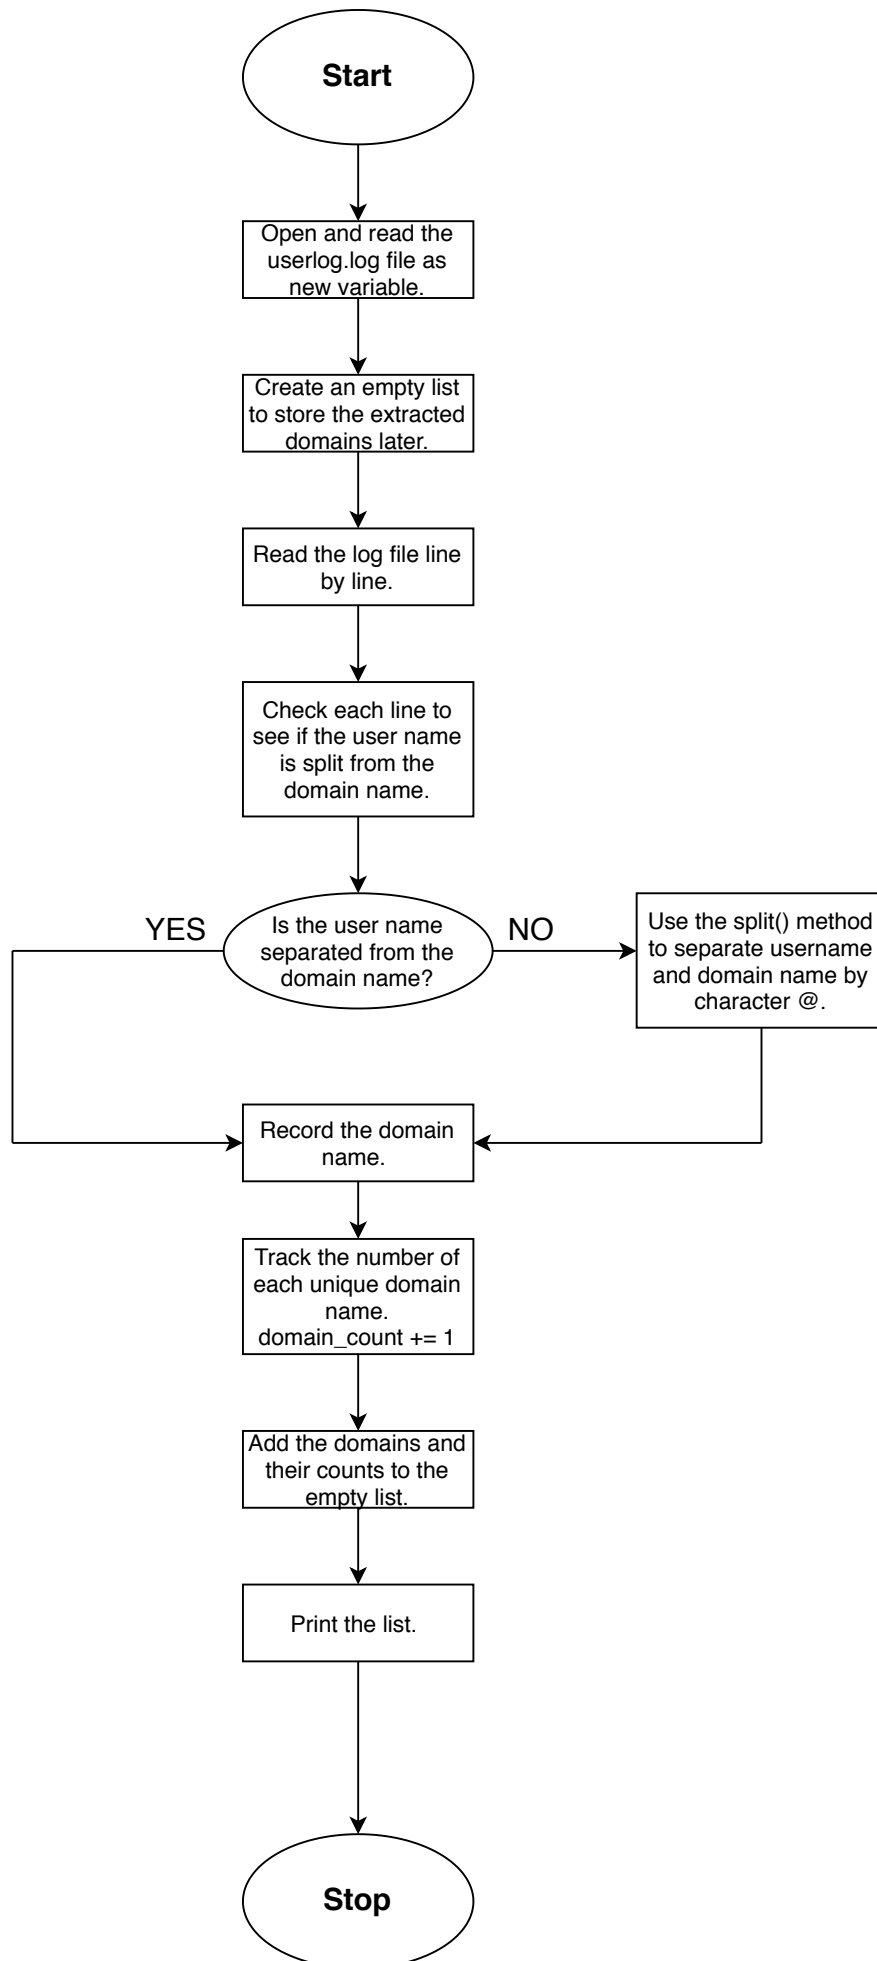 Start
Open and read the
userlog.log file as
new variable.
Create an empty list
to store the extracted
domains later.
Read the log file line
by line.
Check each line to
see if the user name
is split from the
domain name.
YES
Is the user name
separated from the
domain name?
NO
Use the split() method
to separate username
and domain name by
character @.
Record the domain
name.
Track the number of
each unique domain
name.
domain_count += 1
Add the domains and
their counts to the
empty list.
Print the list.
Stop